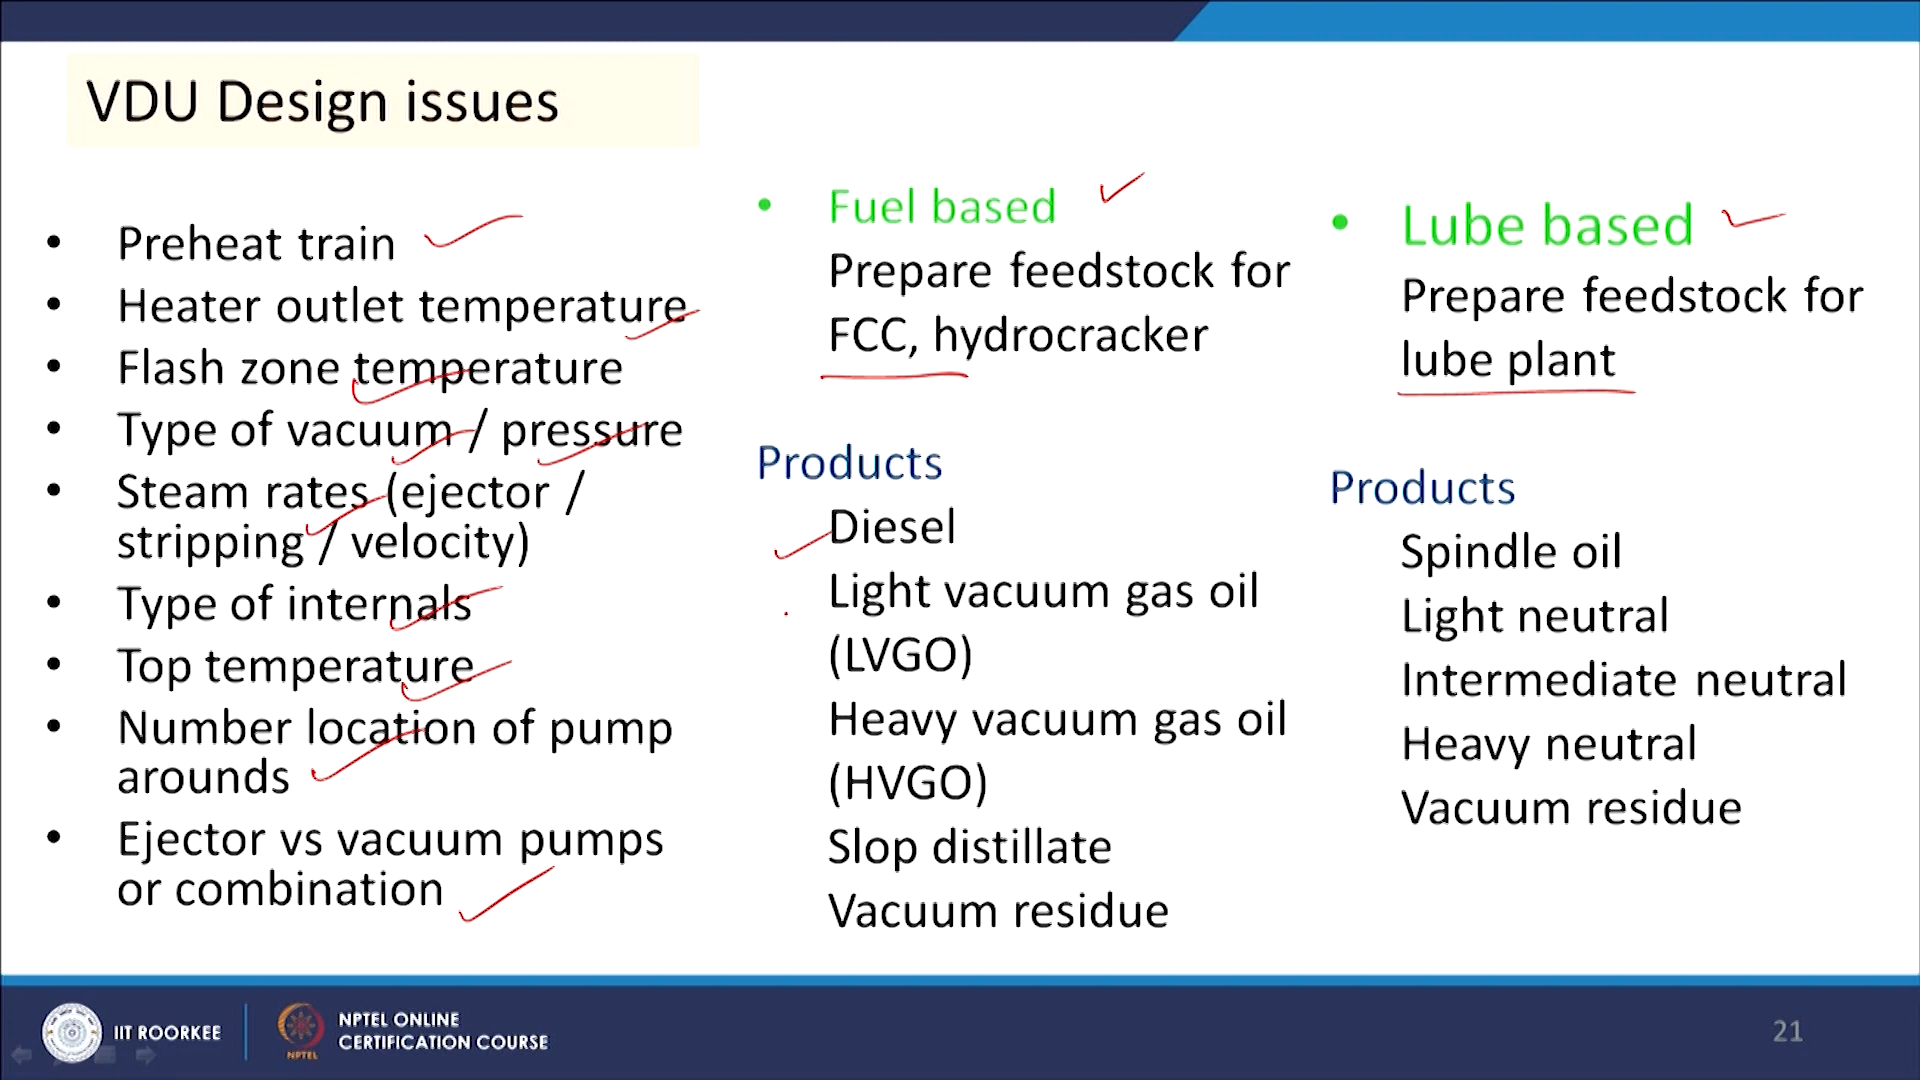 VDU Design issues
• Preheat train
• Heater outlet temperature
• Flash zone temperature
• Type of vacuum / pressure
• Steam rates (ejector /
stripping / velocity)
• Type of internals
• Top temperature
• Number location of pump
arounds
• Ejector vs vacuum pumps
or combination
• Fuel based
Prepare feedstock for
FCC, hydrocracker
Products
Diesel
Light vacuum gas oil
(LVGO)
Heavy vacuum gas oil
(HVGO)
Slop distillate
Vacuum residue
• Lube based
Prepare feedstock for
lube plant
Products
Spindle oil
Light neutral
Intermediate neutral
Heavy neutral
Vacuum residue
IIT ROORKEE
NPTEL
NPTEL ONLINE
CERTIFICATION COURSE
21